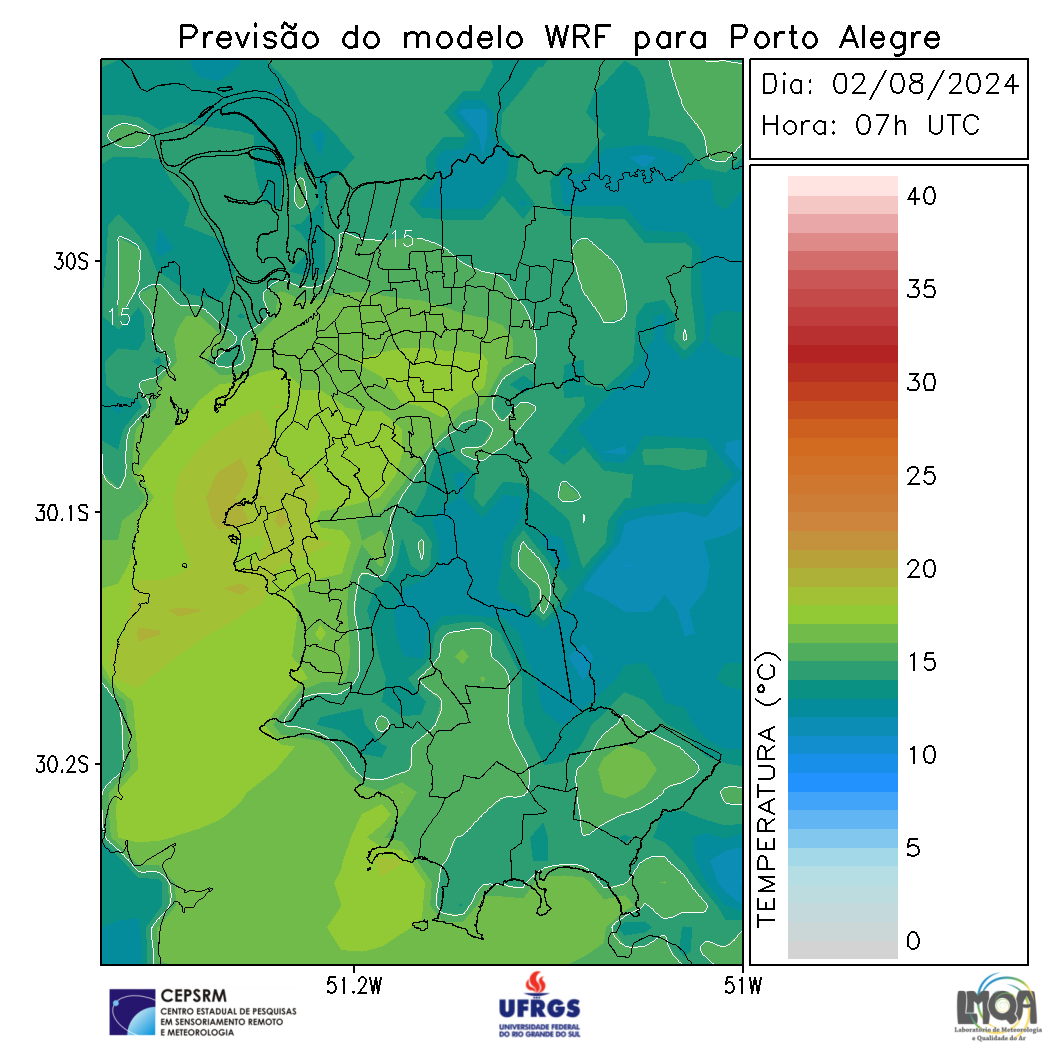 Previsão do modelo WRF para Porto Alegre
Dia: 02/08/2024
Hora: 07h UTC
40
35
30
25
20
15
10
5
0
TEMPERATURA (°C)
15
15
30S
30.1S
30.2S
51.2W
51W
CEPSRM
CENTRO ESTADUAL DE PESQUISAS
EM SENSORIAMENTO REMOTO
E METEOROLOGIA
UFRGS
UNIVERSIDADE FEDERAL
DO RIO GRANDE DO SUL
LMQA
Laboratório de Meteorologia
e Qualidade do Ar